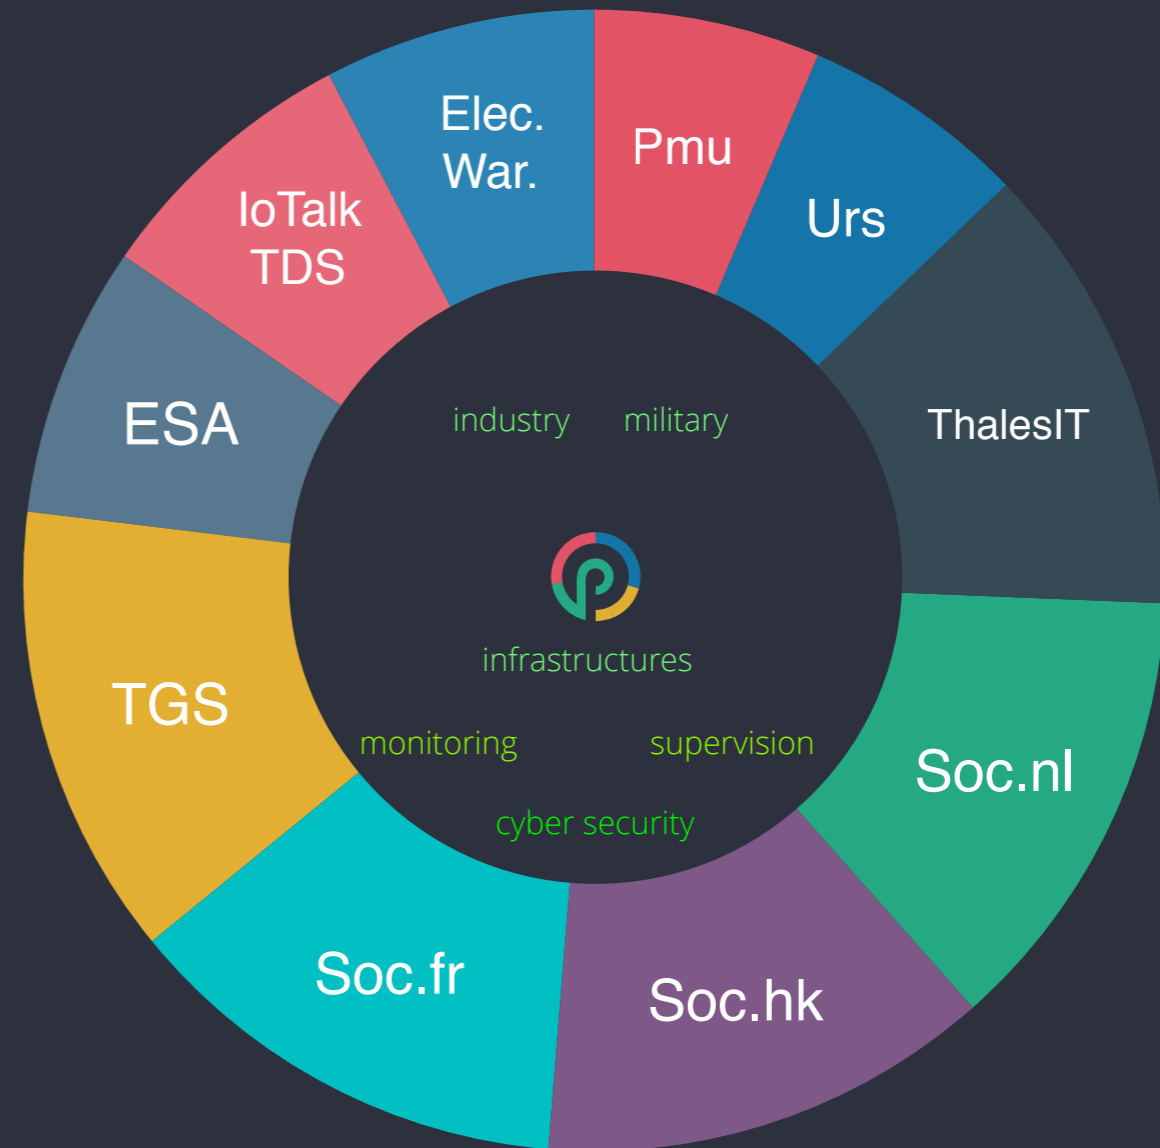 Elec.
War.
Pmu
Urs
IoTalk
TDS
ThalesIT
ESA
industry
military
infrastructures
TGS
monitoring
supervision
Soc.nl
cyber security
Soc.fr
Soc.hk